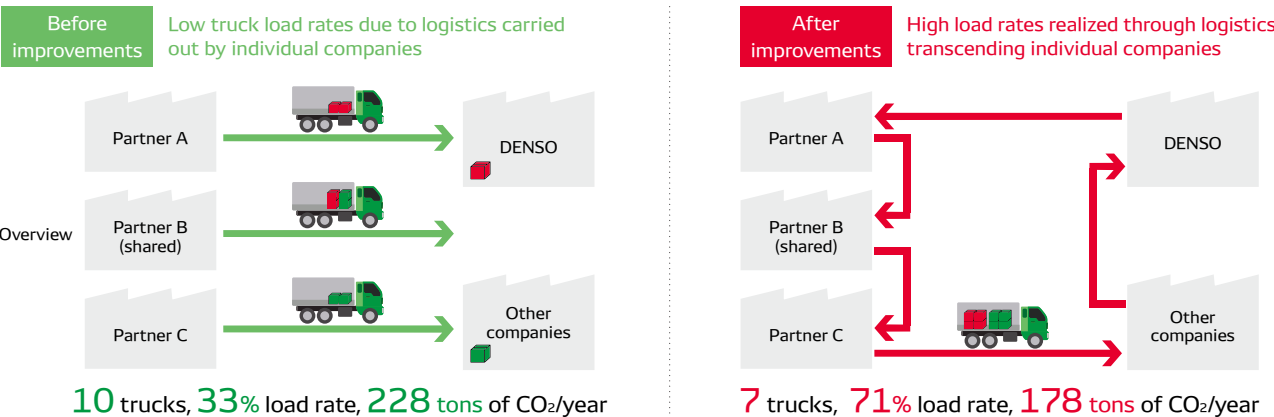 Before
improvements
Low truck load rates due to logistics carried
out by individual companies
Overview
Partner A
DENSO
Partner B
(shared)
Partner C
Other
companies
10 trucks, 33% load rate, 228 tons of CO₂/year
After
improvements
High load rates realized through logistics
transcending individual companies
Partner A
DENSO
Partner B
(shared)
Partner C
Other
companies
7 trucks, 71% load rate, 178 tons of CO₂/year